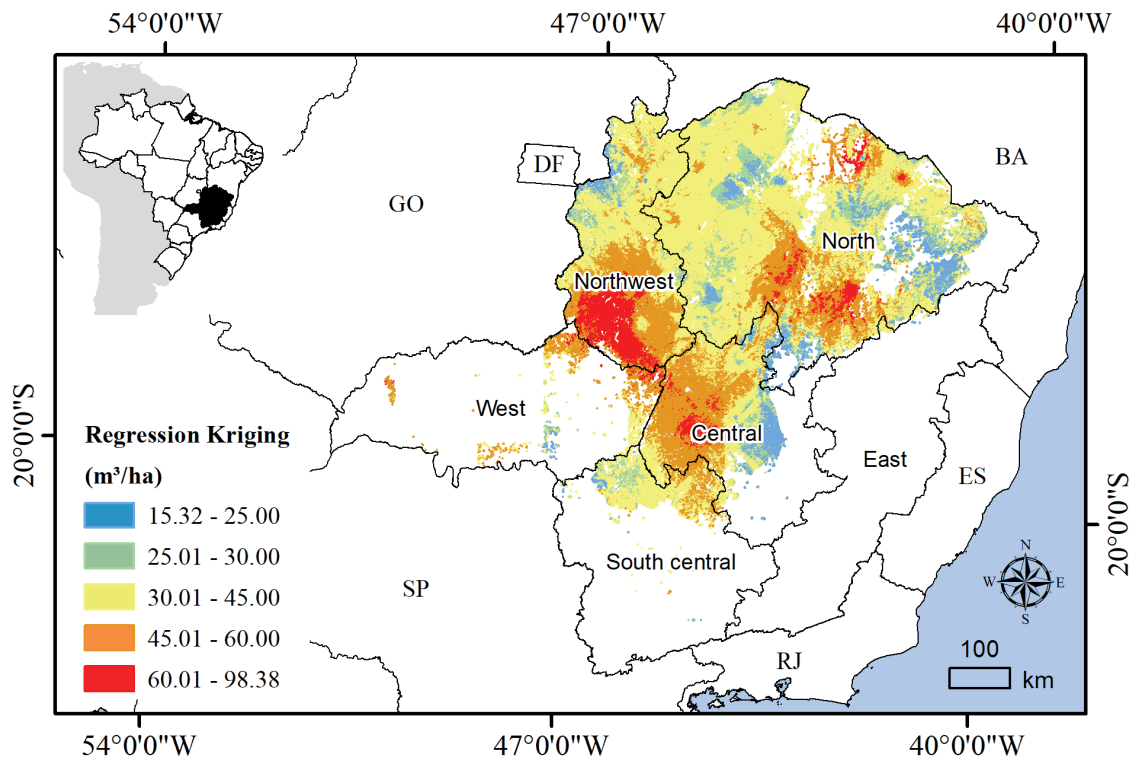 54°0'0"W
47°0'0"W
40°0'0"W
DF
BA
GO
North
Northwest
20°0'0"S
West
Central
East
ES
Regression Kriging
(m³/ha)
15.32 - 25.00
25.01 - 30.00
30.01 - 45.00
45.01 - 60.00
60.01 - 98.38
20°0'0"S
South central
SP
N
W
E
S
RJ
100
km
54°0'0"W
47°0'0"W
40°0'0"W